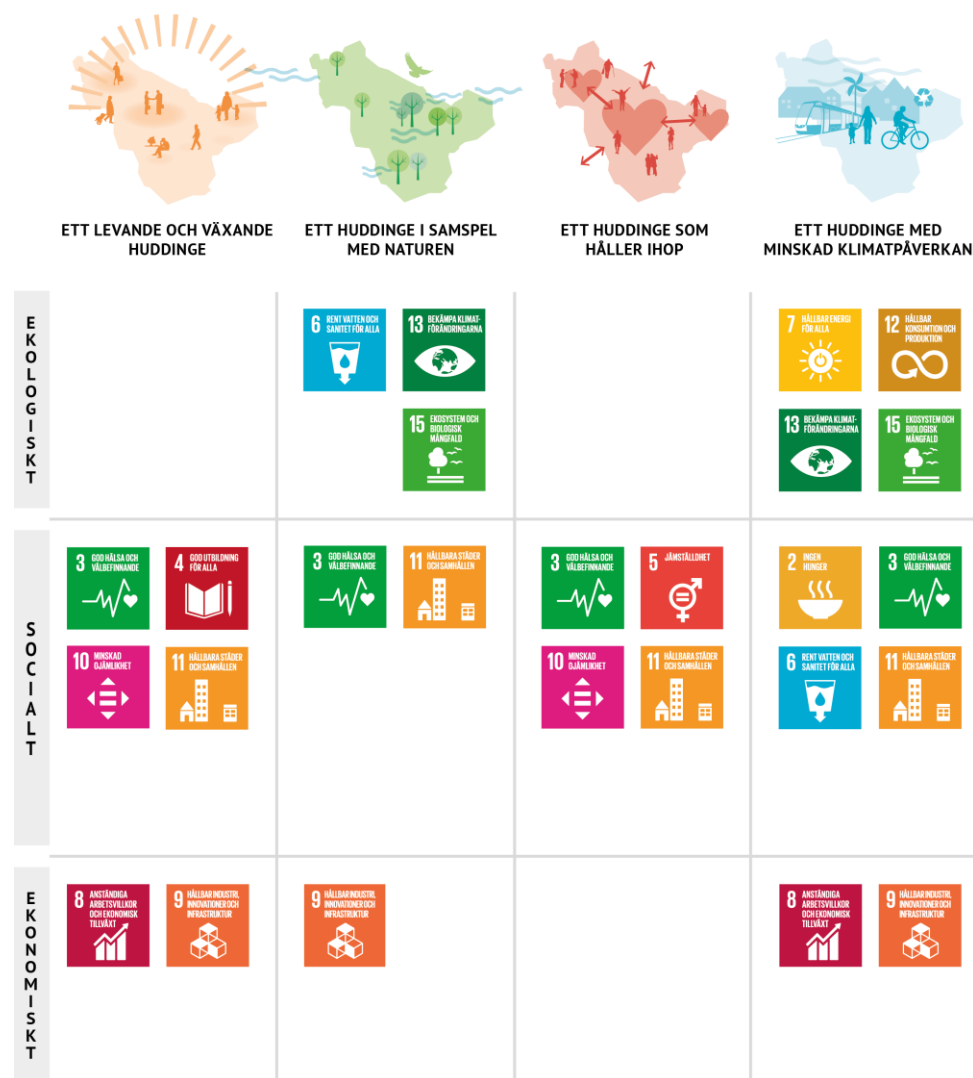 ETT LEVANDE OCH VÄXANDE
HUDDINGE
ETT HUDDINGE I SAMSPEL
MED NATUREN
ETT HUDDINGE SOM
HÅLLER IHOP
ETT HUDDINGE MED
MINSKAD KLIMATPÅVERKAN
EKOLOGISKT
6 RENT VATTEN OCH
SANITET FÖR ALLA
13 BEKÄMPA KLIMAT-
FÖRÄNDRINGARNA
15 EKOSYSTEM OCH
BIOLOGISK
MÅNGFALD
7 HÅLLBAR ENERGI
FÖR ALLA
12 HÅLLBAR
KONSUMTION OCH
PRODUKTION
13 BEKÄMPA KLIMAT-
FÖRÄNDRINGARNA
15 EKOSYSTEM OCH
BIOLOGISK
MÅNGFALD
SOCIALT
3 GOD HÄLSA OCH
VÄLBEFINNANDE
4 GOD UTBILDNING
FÖR ALLA
10 MINSKAD
OJÄMLIKHET
11 HÅLLBARA STÄDER
OCH SAMHÄLLEN
3 GOD HÄLSA OCH
VÄLBEFINNANDE
11 HÅLLBARA STÄDER
OCH SAMHÄLLEN
3 GOD HÄLSA OCH
VÄLBEFINNANDE
5 JÄMSTÄLLDHET
10 MINSKAD
OJÄMLIKHET
11 HÅLLBARA STÄDER
OCH SAMHÄLLEN
2 INGEN
HUNGER
3 GOD HÄLSA OCH
VÄLBEFINNANDE
6 RENT VATTEN OCH
SANITET FÖR ALLA
11 HÅLLBARA STÄDER
OCH SAMHÄLLEN
EKONOMISKT
8 ANSTÄNDIGA
ARBETSVILLKOR
OCH EKONOMISK
TILLVÄXT
9 HÅLLBAR INDUSTRI,
INNOVATIONER OCH
INFRASTRUKTUR
9 HÅLLBAR INDUSTRI,
INNOVATIONER OCH
INFRASTRUKTUR
8 ANSTÄNDIGA
ARBETSVILLKOR
OCH EKONOMISK
TILLVÄXT
9 HÅLLBAR INDUSTRI,
INNOVATIONER OCH
INFRASTRUKTUR